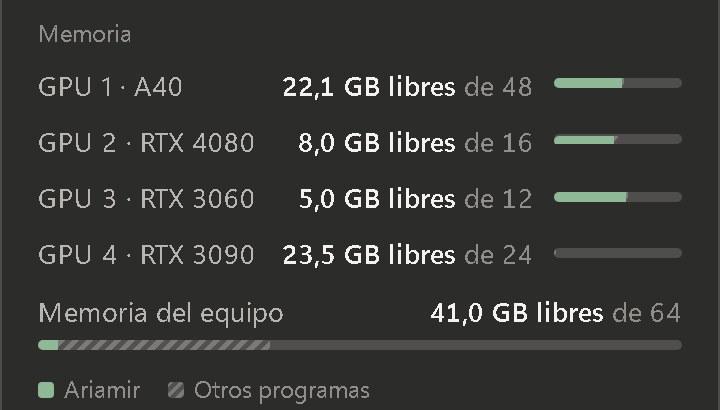 Memoria
GPU 1 · A40 22,1 GB libres de 48
GPU 2 · RTX 4080 8,0 GB libres de 16
GPU 3 · RTX 3060 5,0 GB libres de 12
GPU 4 · RTX 3090 23,5 GB libres de 24
Memoria del equipo 41,0 GB libres de 64
Ariamir Otros programas